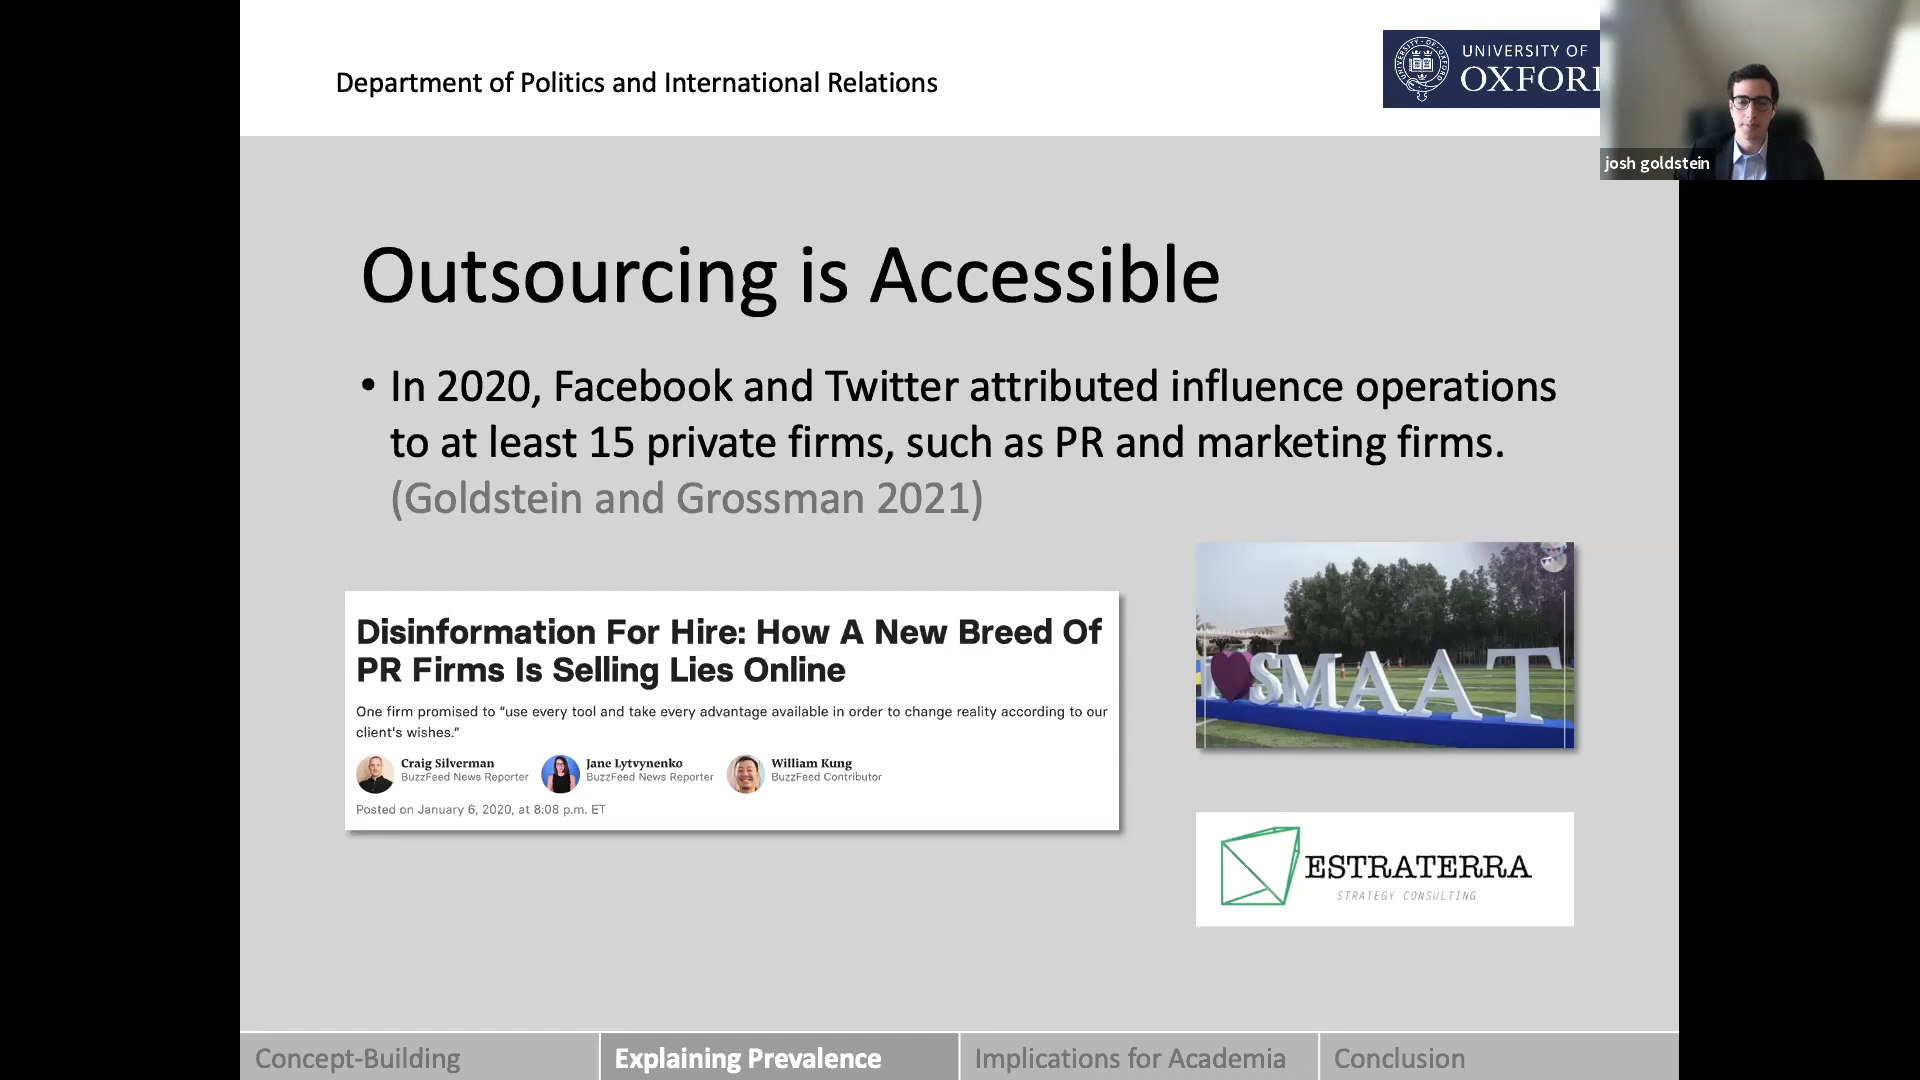 Department of Politics and International Relations
UNIVERSITY OF
OXFOR
josh goldstein
Outsourcing is Accessible
• In 2020, Facebook and Twitter attributed influence operations
to at least 15 private firms, such as PR and marketing firms.
(Goldstein and Grossman 2021)
Disinformation For Hire: How A New Breed Of
PR Firms Is Selling Lies Online
One firm promised to “use every tool and take every advantage available in order to change reality according to our
client's wishes.”
Craig Silverman
BuzzFeed News Reporter
Jane Lytvynenko
BuzzFeed News Reporter
William Kung
BuzzFeed Contributor
Posted on January 6, 2020, at 8:08 p.m. ET
I SMAAT
ESTRATERRA
STRATEGY CONSULTING
Concept-Building
Explaining Prevalence
Implications for Academia
Conclusion